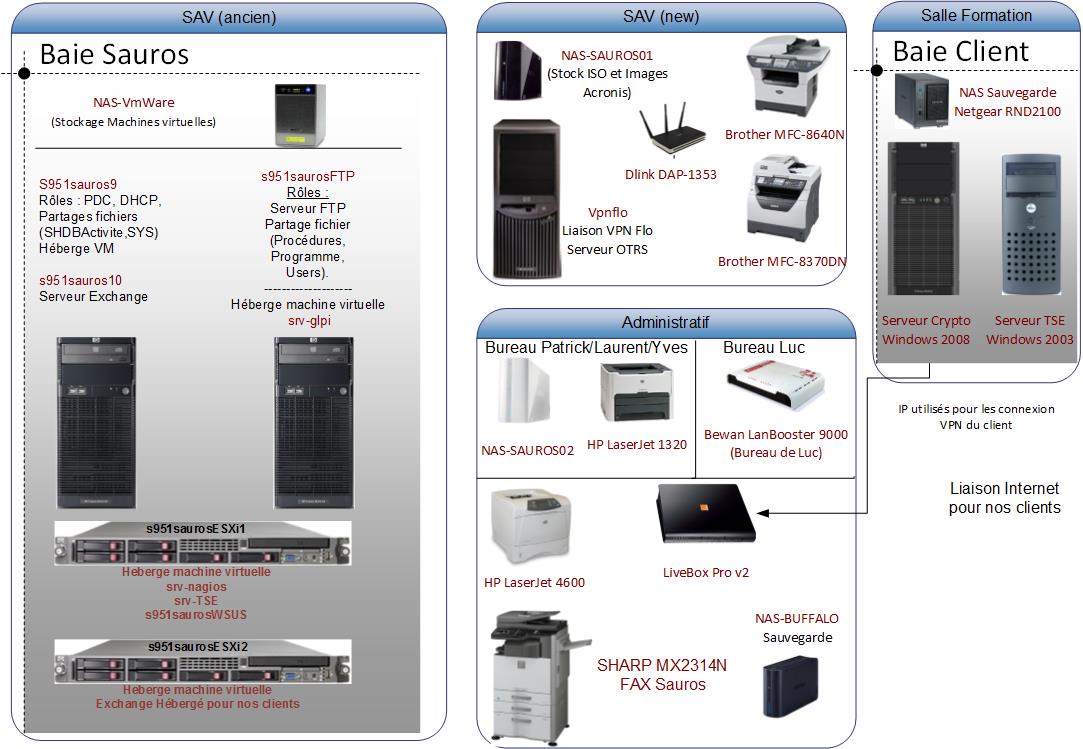 SAV (ancien)
Baie Sauros
NAS-VmWare
(Stockage Machines virtuelles)
S951sauros9
Rôles : PDC, DHCP,
Partages fichiers
(SHDBActivite,SYS)
Héberge VM
s951sauros10
Serveur Exchange
s951saurosFTP
Rôles :
Serveur FTP
Partage fichier
(Procédures,
Programme,
Users).
--------------------
Héberge machine virtuelle
srv-glpi
s951saurosESXi1
Heberge machine virtuelle
srv-nagios
srv-TSE
s951saurosWSUS
s951saurosESXi2
Heberge machine virtuelle
Exchange Hébergé pour nos clients
SAV (new)
NAS-SAUROS01
(Stock ISO et Images
Acronis)
Brother MFC-8640N
Dlink DAP-1353
Vpnflo
Liaison VPN Flo
Serveur OTRS
Brother MFC-8370DN
Administratif
Bureau Patrick/Laurent/Yves
NAS-SAUROS02
HP LaserJet 1320
Bureau Luc
Bewan LanBooster 9000
(Bureau de Luc)
HP LaserJet 4600
LiveBox Pro v2
NAS-BUFFALO
Sauvegarde
SHARP MX2314N
FAX Sauros
Salle Formation
Baie Client
NAS Sauvegarde
Netgear RND2100
Serveur Crypto
Windows 2008
Serveur TSE
Windows 2003
IP utilisés pour les connexion
VPN du client
Liaison Internet
pour nos clients